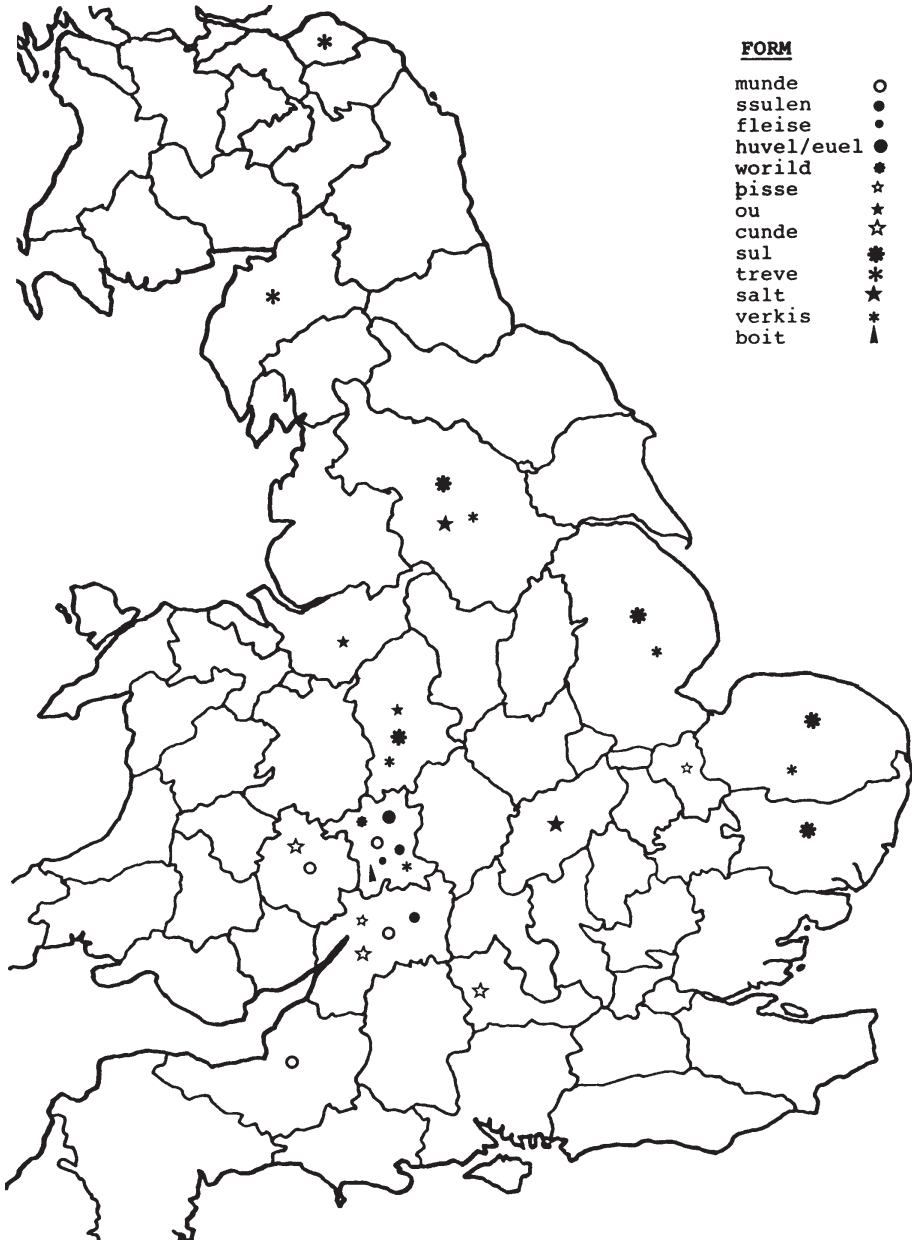 FORM
munde
ssulen
fleise
huvel/euel
worild
þisse
ou
cunde
sul
treve
salt
verkis
boit